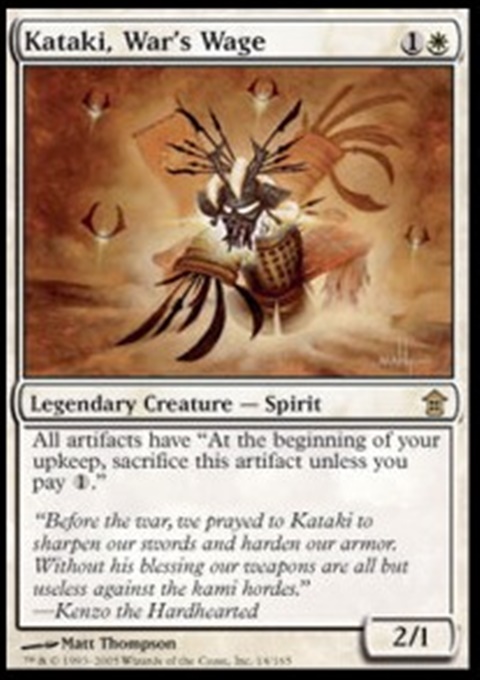 Kataki, War's Wage 1
Legendary Creature — Spirit
All artifacts have “At the beginning of your
upkeep, sacrifice this artifact unless you
pay 1.”
“Before the war, we prayed to Kataki to
sharpen our swords and harden our armor.
Without his blessing our weapons are all but
useless against the kami hordes.”
—Kenzo the Hardhearted
2/1
Matt Thompson
™ & © 1993-2005 Wizards of the Coast, Inc. /165